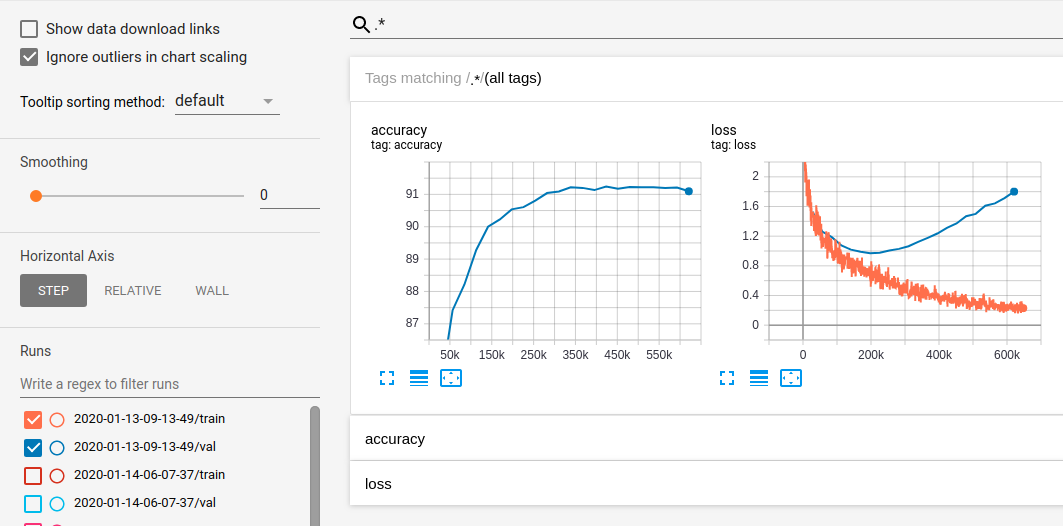 Show data download links
Ignore outliers in chart scaling
Tooltip sorting method: default
Smoothing
0
Horizontal Axis
STEP RELATIVE WALL
Runs
Write a regex to filter runs
2020-01-13-09-13-49/train
2020-01-13-09-13-49/val
2020-01-14-06-07-37/train
2020-01-14-06-07-37/val
.*
Tags matching /.*/(all tags)
accuracy
tag: accuracy
91
90
89
88
87
50k 150k 250k 350k 450k 550k
loss
tag: loss
2
1.6
1.2
0.8
0.4
0
0 200k 400k 600k
accuracy
loss